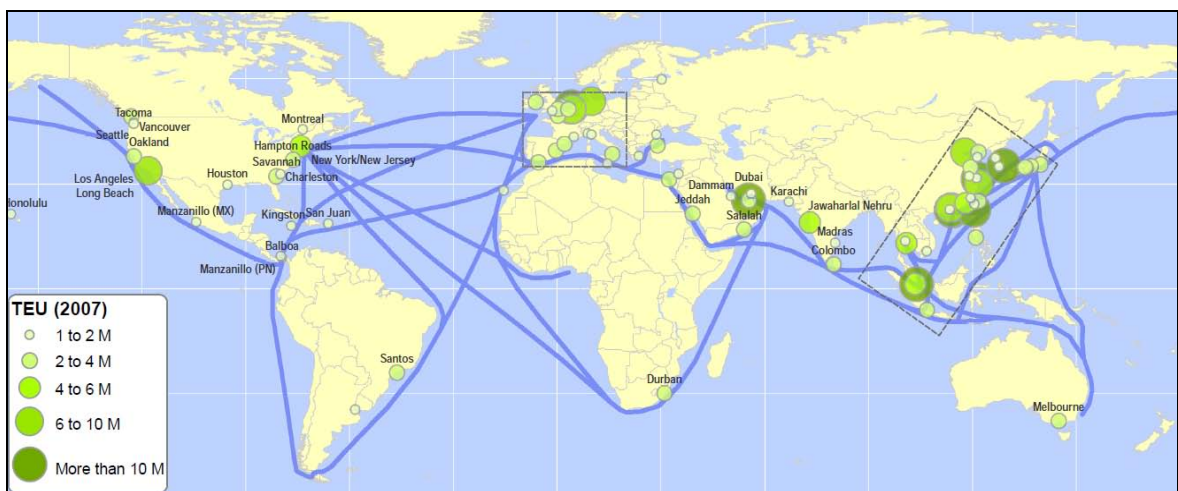 Tacoma
Vancouver
Seattle
Oakland
Los Angeles
Long Beach
Honolulu
Houston
Manzanillo (MX)
Montreal
Hampton Roads
New York/New Jersey
Savannah
Charleston
Kingston
San Juan
Balboa
Manzanillo (PN)
Santos
Durban
Dammam
Dubai
Jeddah
Salalah
Karachi
Jawaharlal Nehru
Madras
Colombo
Melbourne
TEU (2007)
1 to 2 M
2 to 4 M
4 to 6 M
6 to 10 M
More than 10 M